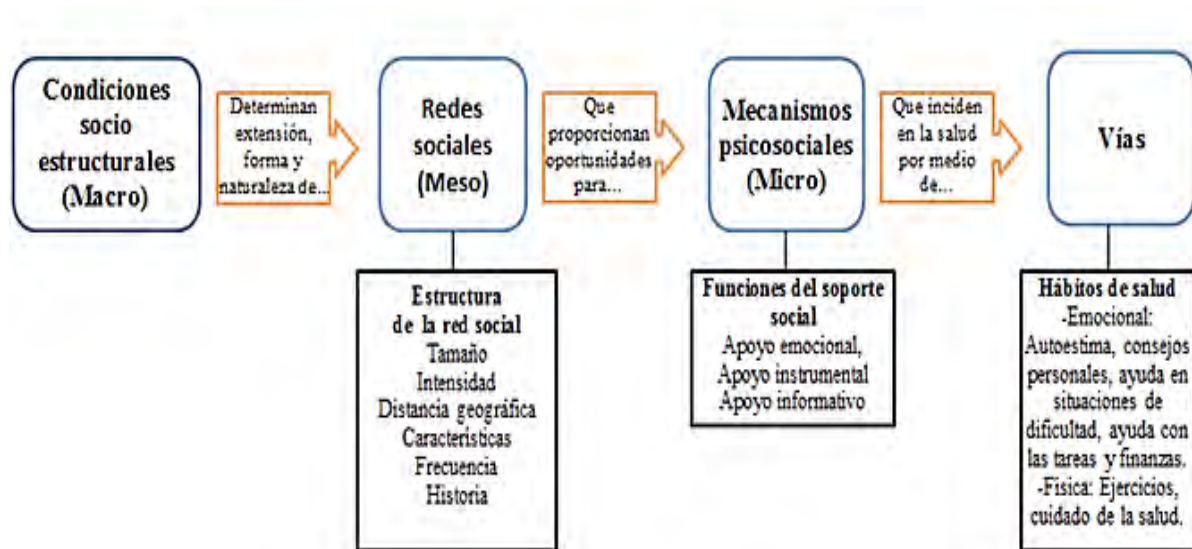 Condiciones
socio
estructurales
(Macro)
Determinan
extensión,
forma y
naturaleza de...
Redes
sociales
(Meso)
Que
proporcionan
oportunidades
para...
Mecanismos
psicosociales
(Micro)
Que inciden
en la salud
por medio
de...
Vías
Estructura
de la red social
Tamaño
Intensidad
Distancia geográfica
Características
Frecuencia
Historia
Funciones del soporte
social
Apoyo emocional,
Apoyo instrumental
Apoyo informativo
Hábitos de salud
-Emocional:
Autoestima, consejos
personales, ayuda en
situaciones de
dificultad, ayuda con
las tareas y finanzas.
-Física: Ejercicios,
cuidado de la salud.